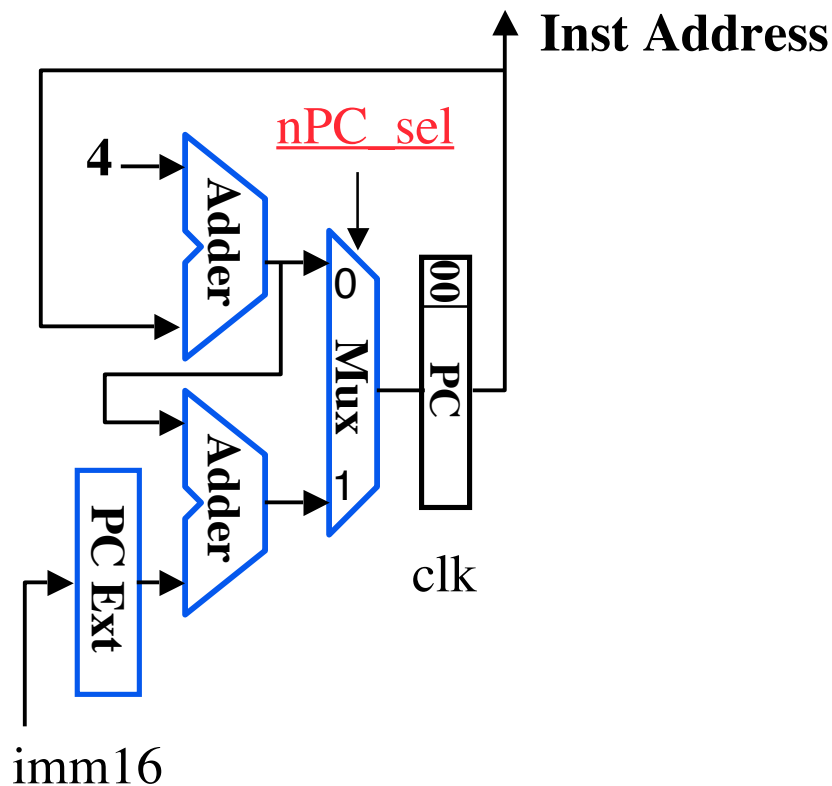 Inst Address
nPC_sel
4
Adder
0
00
Mux
PC
Adder
1
PC Ext
clk
imm16